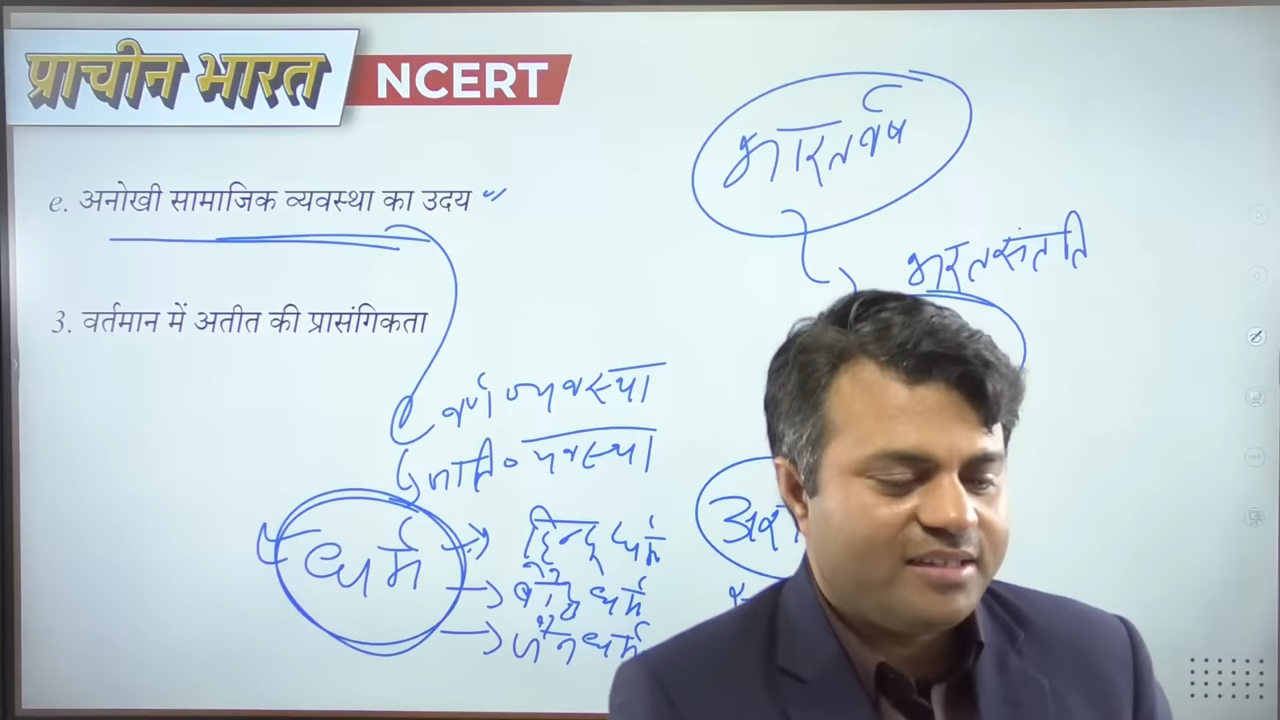 प्राचीन भारत NCERT
e. अनोखी सामाजिक व्यवस्था का उदय
3. वर्तमान में अतीत की प्रासंगिकता
भारतवर्ष
भरतसंतति
वर्ण व्यवस्था
जाति व्यवस्था
धर्म
हिन्दू धर्म
बौद्ध धर्म
जैन धर्म